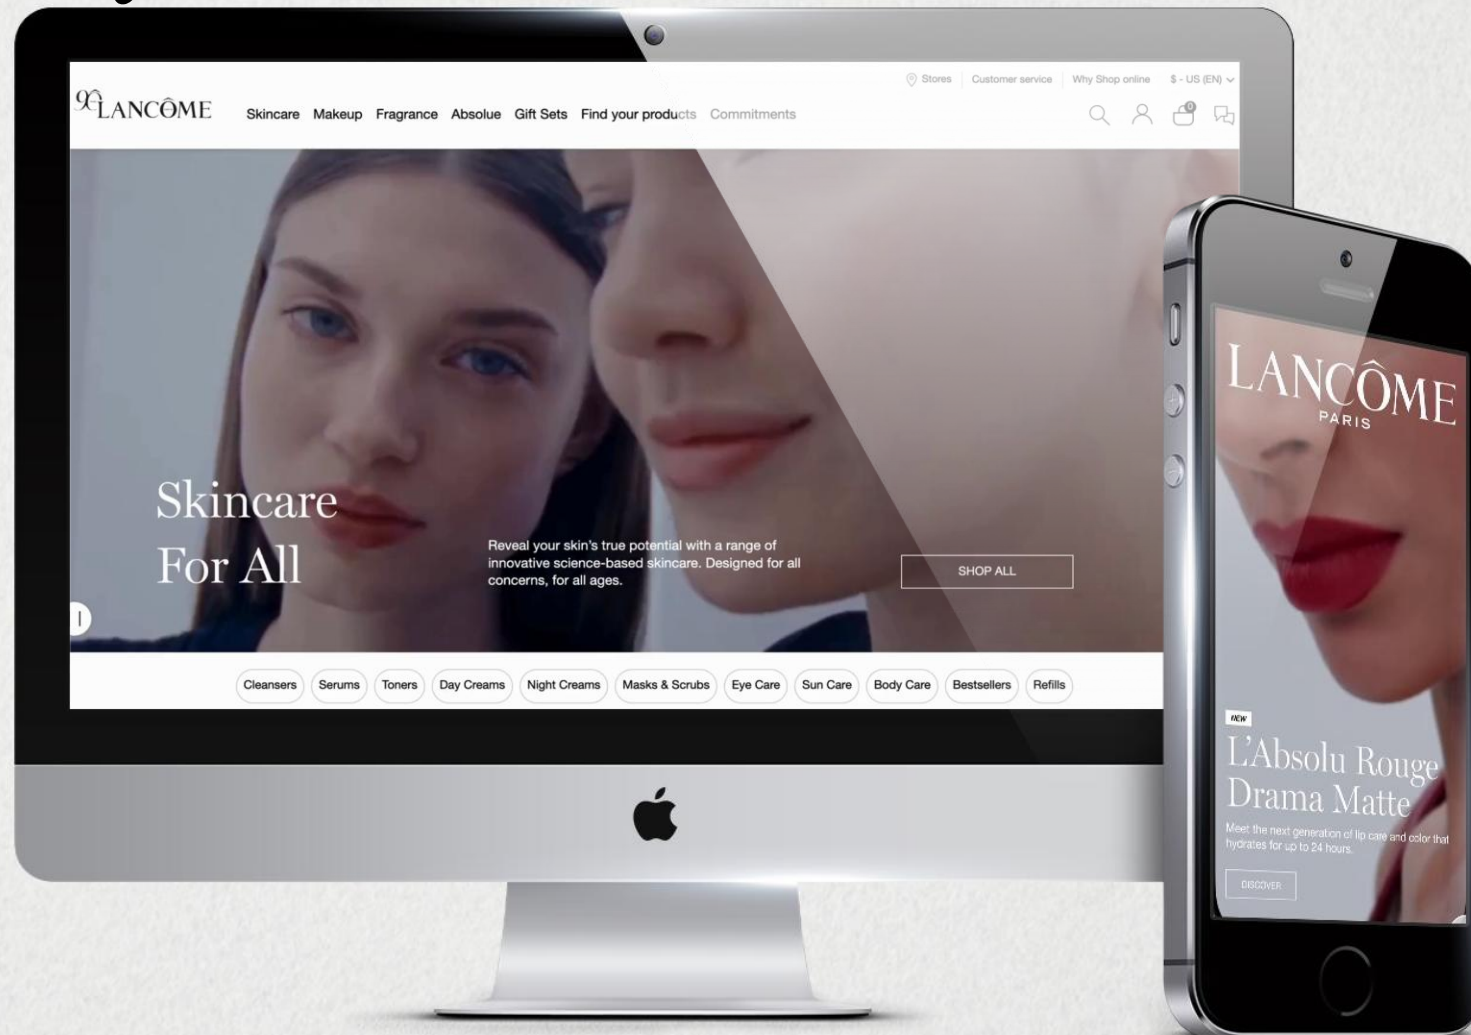 LANCÔME
Stores
Customer service
Why Shop online
$ - US (EN)
Skincare
Makeup
Fragrance
Absolue
Gift Sets
Find your products
Commitments
0
Skincare
For All
Reveal your skin's true potential with a range of
innovative science-based skincare. Designed for all
concerns, for all ages.
SHOP ALL
Cleansers
Serums
Toners
Day Creams
Night Creams
Masks & Scrubs
Eye Care
Sun Care
Body Care
Bestsellers
Refills
LANCÔME
PARIS
NEW
L'Absolu Rouge
Drama Matte
Meet the next generation of lip care and color that
hydrates for up to 24 hours.
DISCOVER